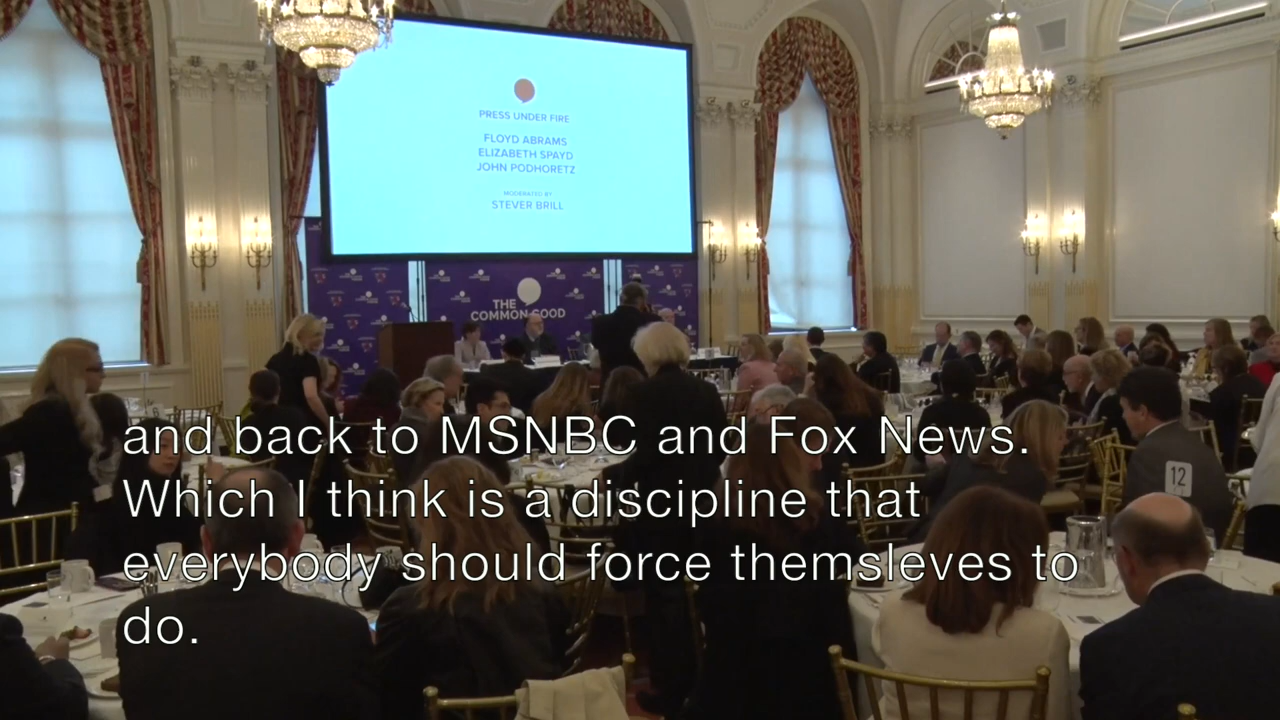 PRESS UNDER FIRE
FLOYD ABRAMS
ELIZABETH SPAYD
JOHN PODHORETZ
MODERATED BY
STEVER BRILL
THE
COMMON GOOD
12
and back to MSNBC and Fox News.
Which I think is a discipline that
everybody should force themsleves to
do.